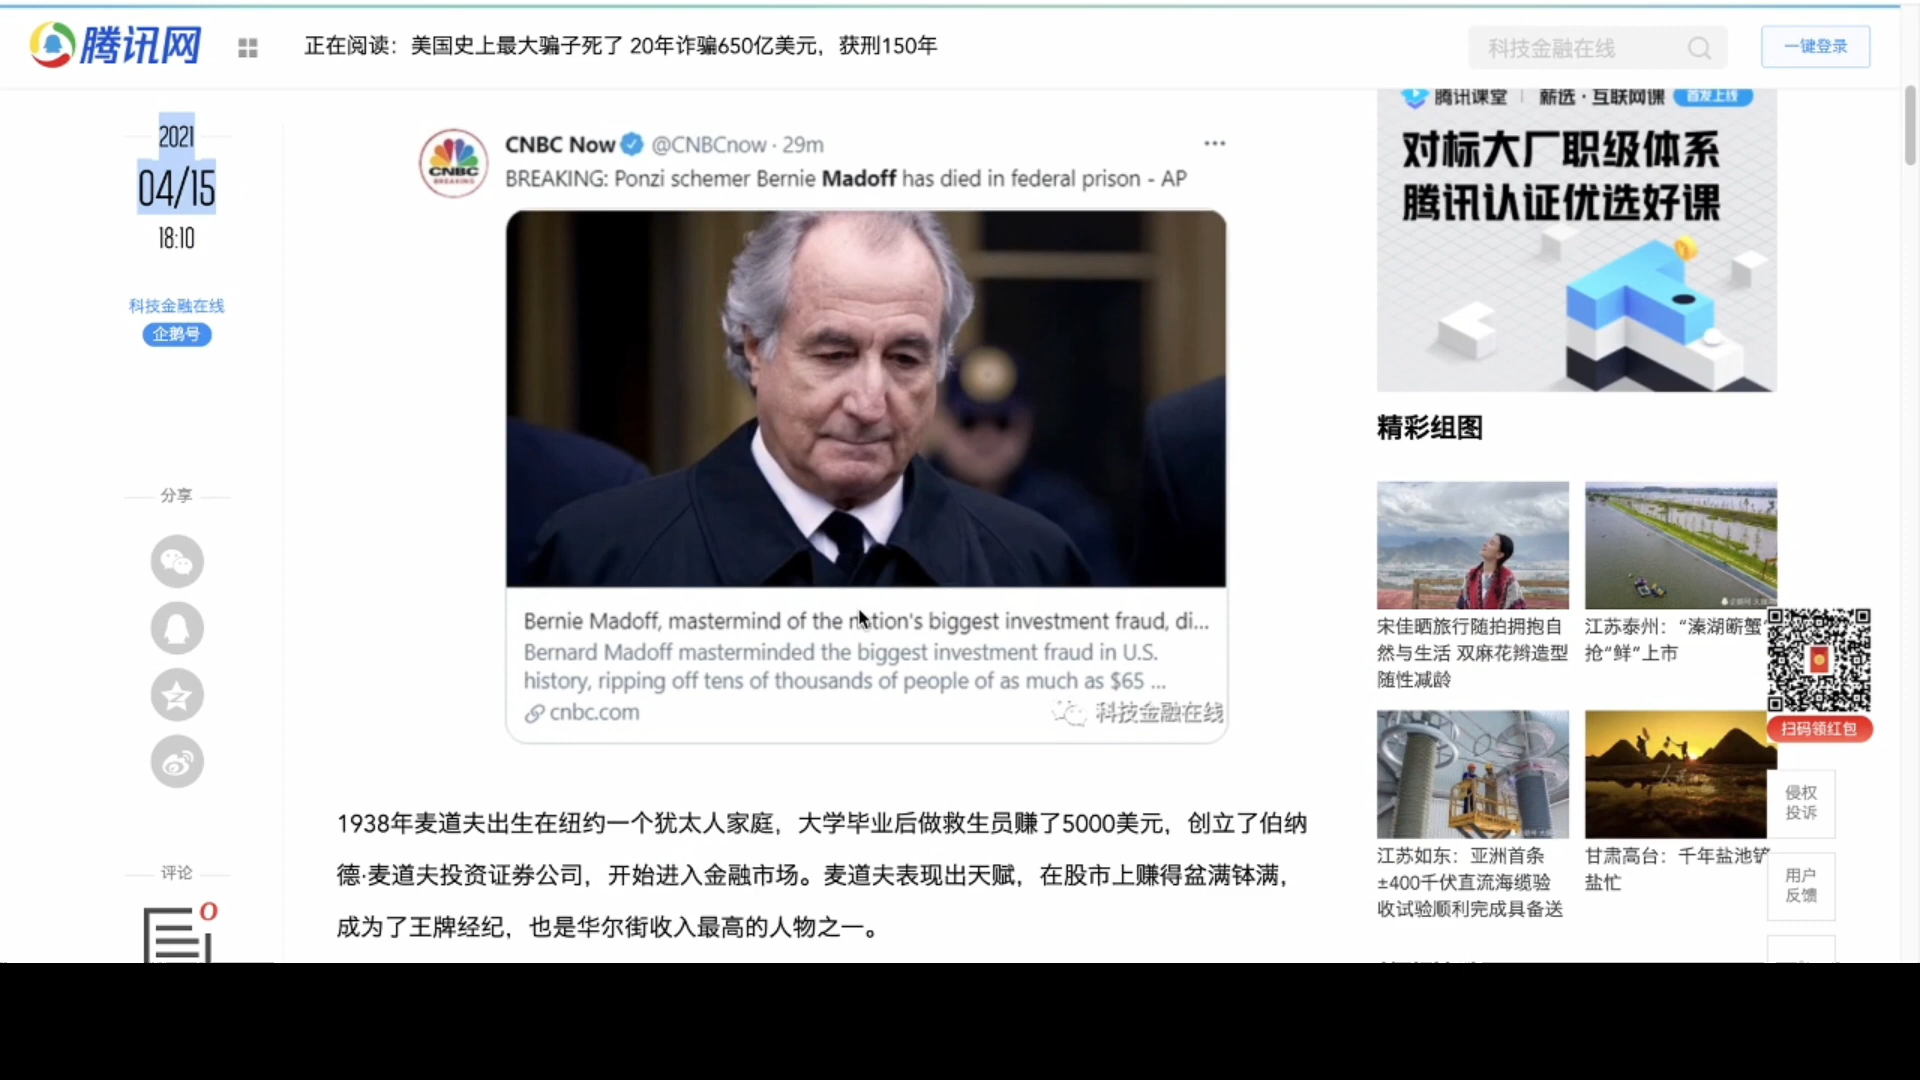 腾讯网
正在阅读：美国史上最大骗子死了 20年诈骗650亿美元，获刑150年
科技金融在线
一键登录
2021
04/15
18:10
科技金融在线
企鹅号
分享
评论
0
CNBC Now @CNBCnow · 29m
BREAKING: Ponzi schemer Bernie Madoff has died in federal prison - AP
CNBC
BREAKING
Bernie Madoff, mastermind of the nation's biggest investment fraud, di...
Bernard Madoff masterminded the biggest investment fraud in U.S.
history, ripping off tens of thousands of people of as much as $65 ...
cnbc.com
科技金融在线
1938年麦道夫出生在纽约一个犹太人家庭，大学毕业后做救生员赚了5000美元，创立了伯纳
德·麦道夫投资证券公司，开始进入金融市场。麦道夫表现出天赋，在股市上赚得盆满钵满，
成为了王牌经纪，也是华尔街收入最高的人物之一。
腾讯课堂 薪选·互联网课 首发上线
对标大厂职级体系
腾讯认证优选好课
精彩组图
宋佳晒旅行随拍拥抱自
然与生活 双麻花辫造型
随性减龄
江苏泰州：“溱湖簖蟹”
抢“鲜”上市
江苏如东：亚洲首条
±400千伏直流海缆验
收试验顺利完成具备送
甘肃高台：千年盐池
盐忙
扫码领红包
侵权
投诉
用户
反馈